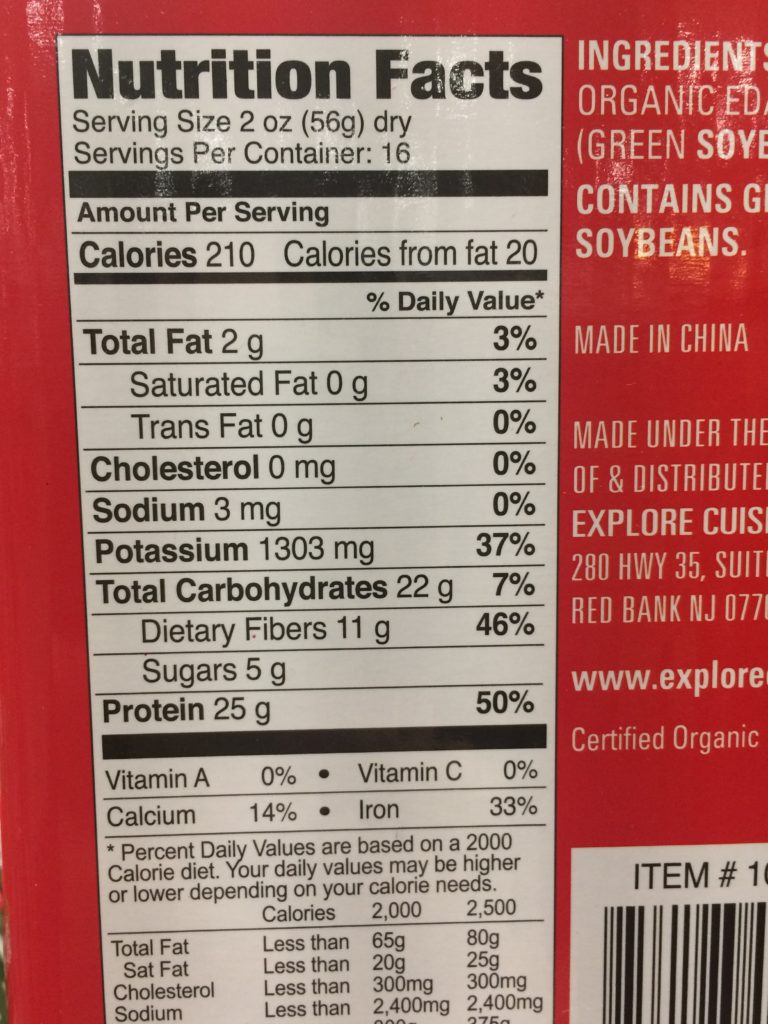 Nutrition Facts
Serving Size 2 oz (56g) dry
Servings Per Container: 16
Amount Per Serving
Calories 210 Calories from fat 20
% Daily Value*
Total Fat 2 g 3%
Saturated Fat 0 g 3%
Trans Fat 0 g 0%
Cholesterol 0 mg 0%
Sodium 3 mg 0%
Potassium 1303 mg 37%
Total Carbohydrates 22 g 7%
Dietary Fibers 11 g 46%
Sugars 5 g
Protein 25 g 50%
Vitamin A 0% • Vitamin C 0%
Calcium 14% • Iron 33%
* Percent Daily Values are based on a 2000
Calorie diet. Your daily values may be higher
or lower depending on your calorie needs.
Calories 2,000 2,500
Total Fat Less than 65g 80g
Sat Fat Less than 20g 25g
Cholesterol Less than 300mg 300mg
Sodium Less than 2,400mg 2,400mg
INGREDIENTS
ORGANIC
(GREEN
CONTAINS
SOYBEANS.
MADE IN CHINA
MADE UNDER THE
OF & DISTRIBUTE
EXPLORE CUIS
280 HWY 35, SUIT
RED BANK NJ 077
www.explore
Certified Organic
ITEM # 1